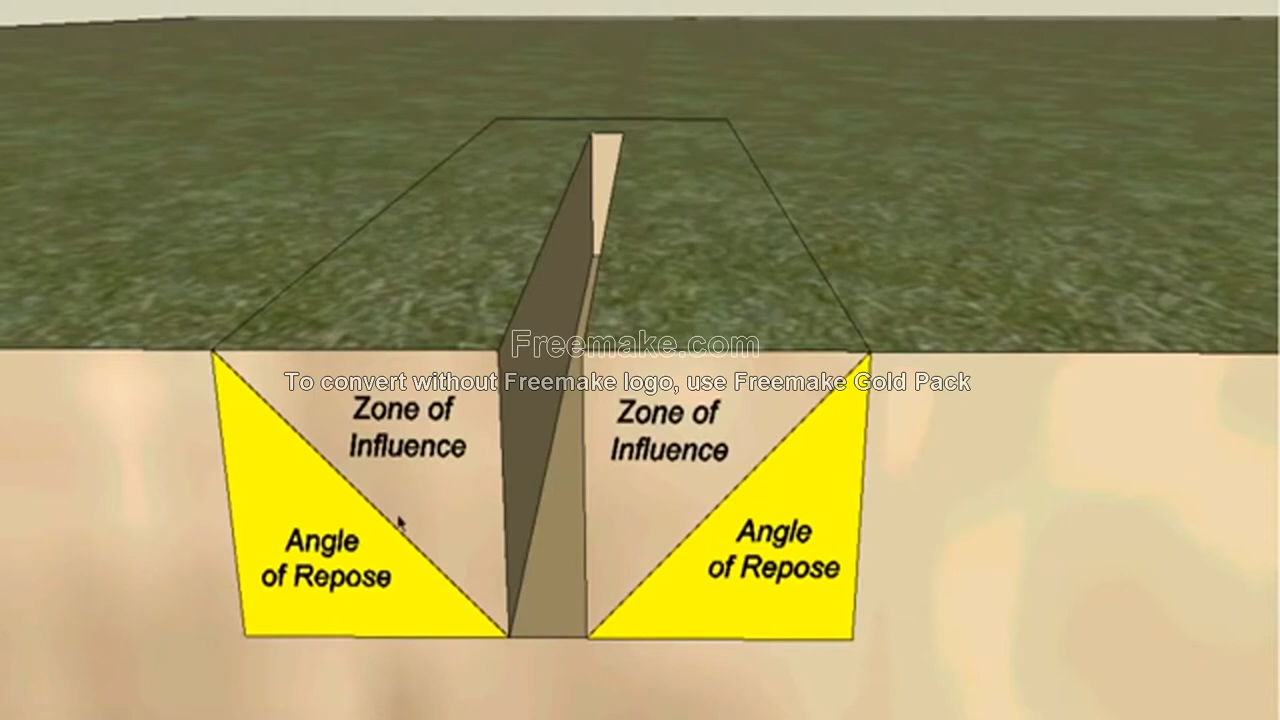 Freemake.com
To convert without Freemake logo, use Freemake Gold Pack
Zone of
Influence
Zone of
Influence
Angle
of Repose
Angle
of Repose